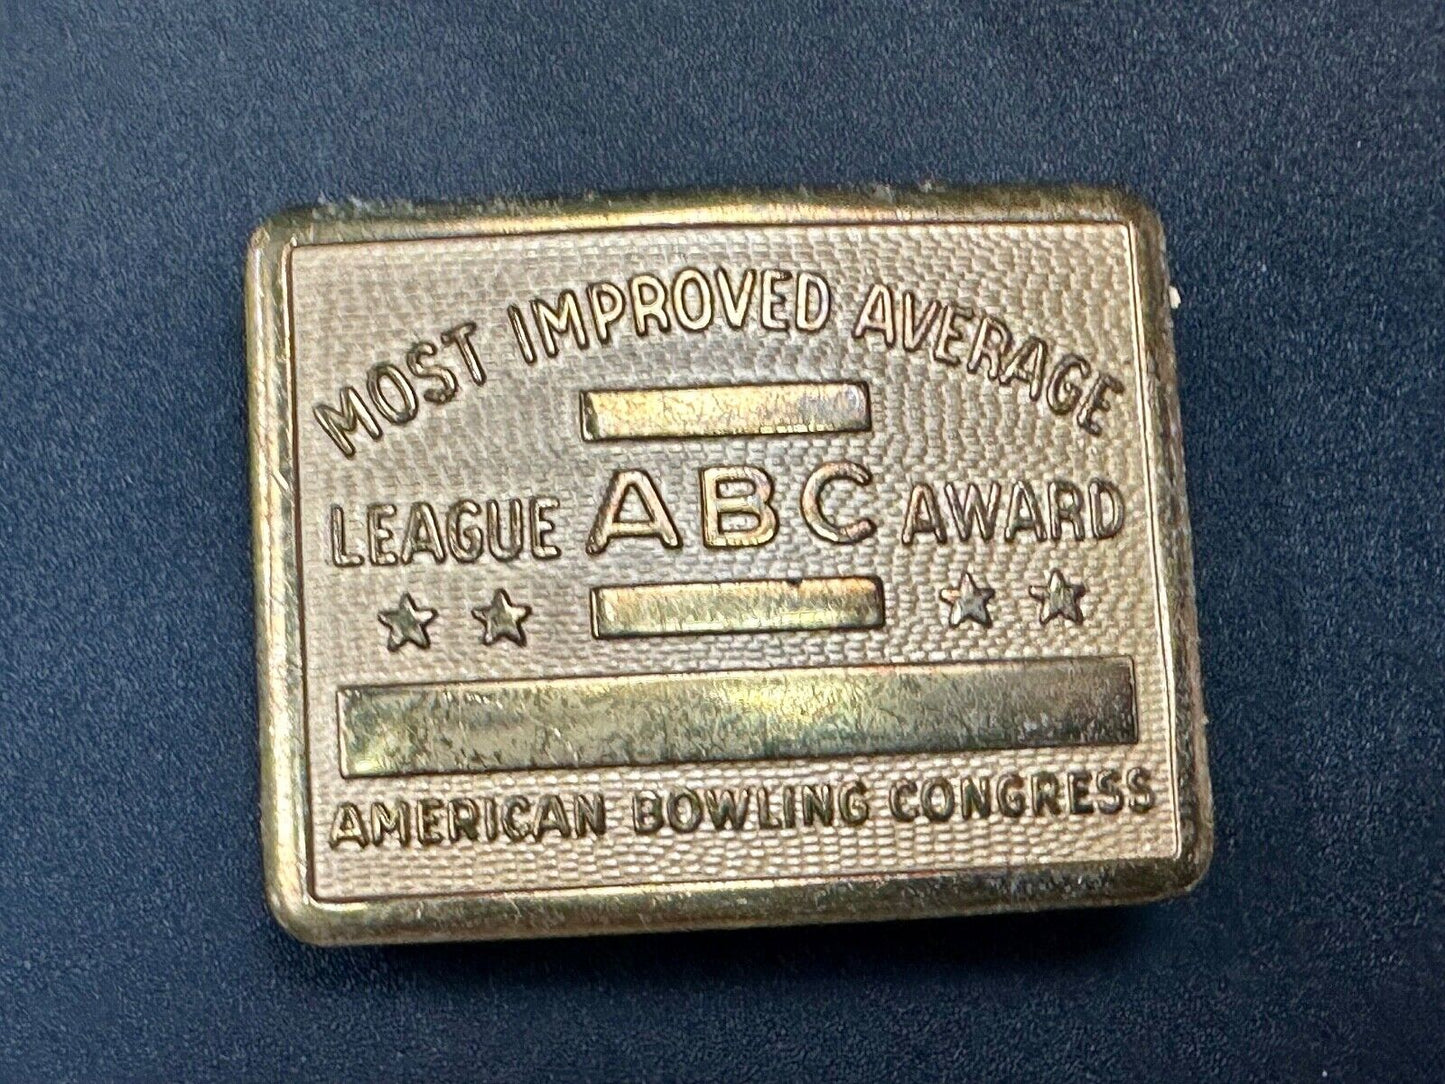 MOST IMPROVED AVERAGE
LEAGUE ABC AWARD
AMERICAN BOWLING CONGRESS